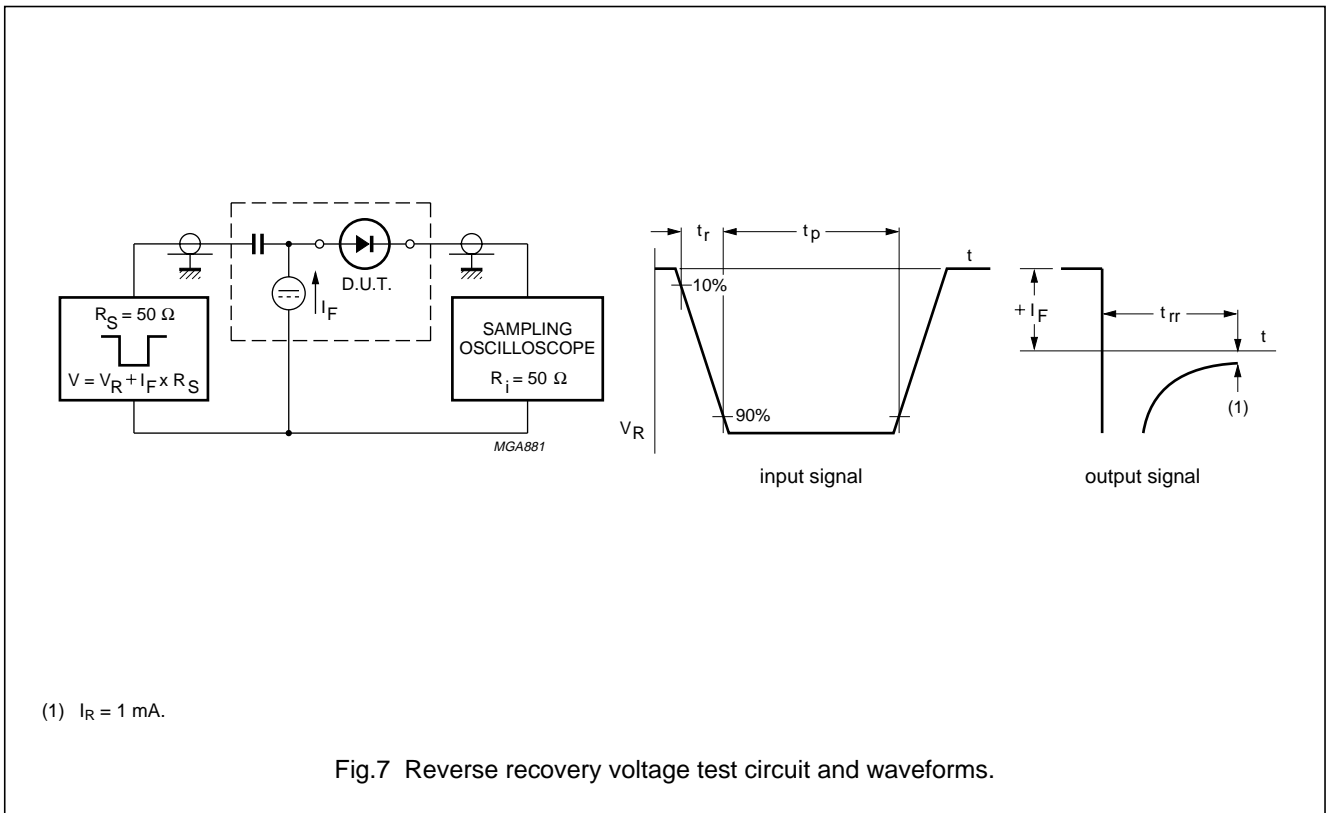 R_S = 50 Ω
V = V_R + I_F x R_S
I_F
D.U.T.
SAMPLING
OSCILLOSCOPE
R_i = 50 Ω
MGA881
t_r
t_p
t
10%
90%
V_R
input signal
+ I_F
t_rr
t
(1)
output signal
(1) I_R = 1 mA.
Fig.7 Reverse recovery voltage test circuit and waveforms.